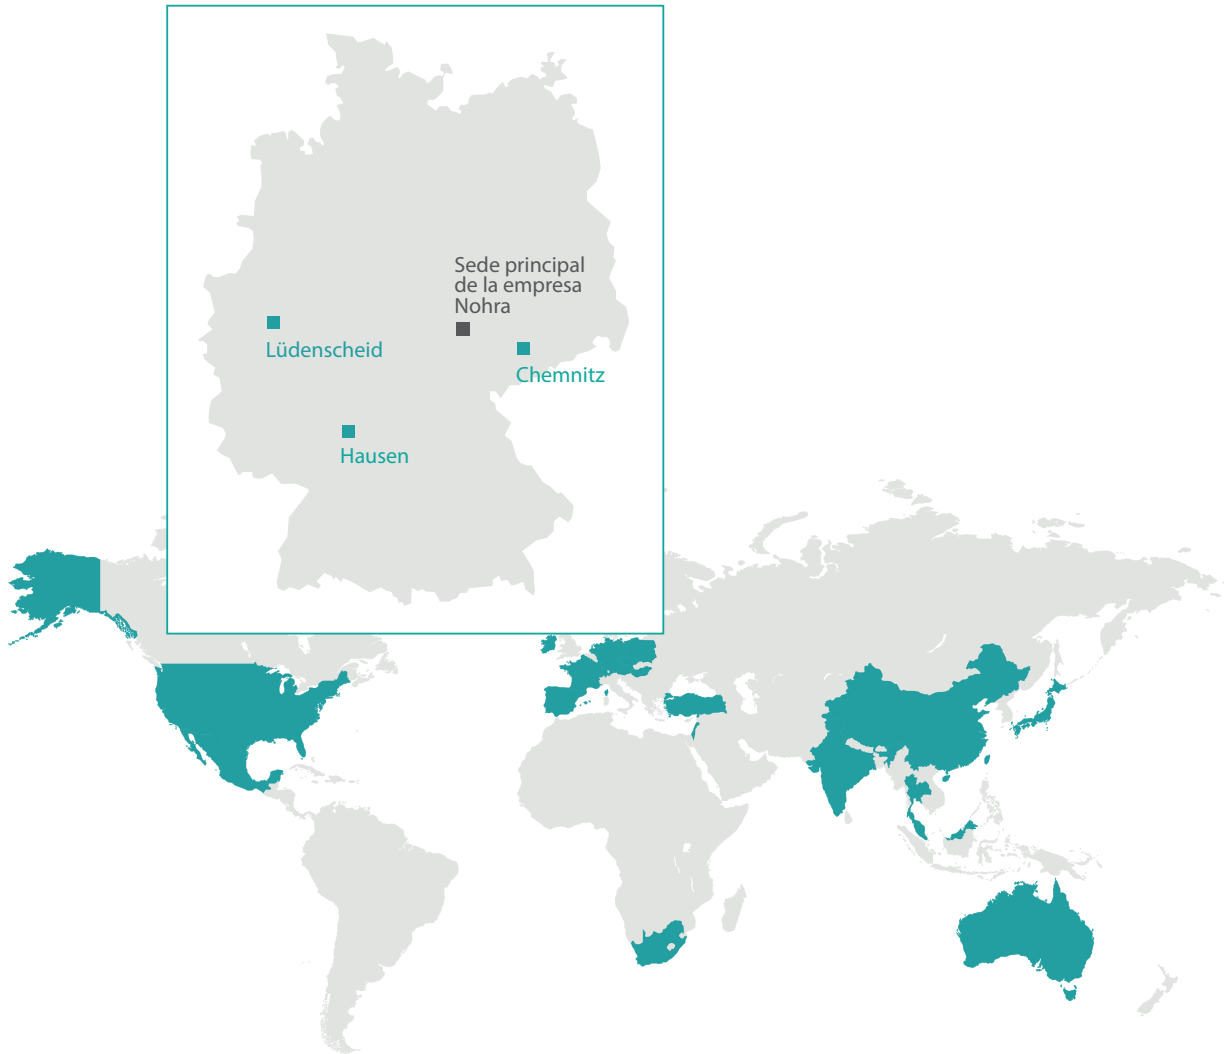 Sede principal
de la empresa
Nohra
Lüdenscheid
Chemnitz
Hausen